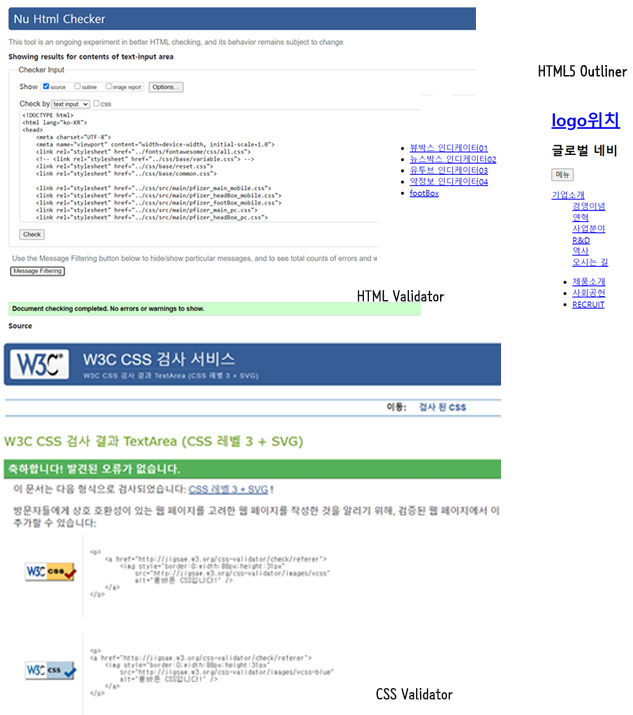 Nu Html Checker
This tool is an ongoing experiment in better HTML checking, and its behavior remains subject to change
Showing results for contents of text-input area
Checker Input
Show source outline image report Options...
Check by text input css
<!DOCTYPE html>
<html lang="ko-KR">
<head>
<meta charset="UTF-8">
<meta name="viewport" content="width=device-width, initial-scale=1.0">
<link rel="stylesheet" href="../fonts/fontawesome/css/all.css">
<!-- <link rel="stylesheet" href="../css/base/variable.css"> -->
<link rel="stylesheet" href="../css/base/reset.css">
<link rel="stylesheet" href="../css/base/common.css">
<link rel="stylesheet" href="../css/src/main/pfizer_main_mobile.css">
<link rel="stylesheet" href="../css/src/main/pfizer_headBox_mobile.css">
<link rel="stylesheet" href="../css/src/main/pfizer_footBox_mobile.css">
<link rel="stylesheet" href="../css/src/main/pfizer_main_pc.css">
<link rel="stylesheet" href="../css/src/main/pfizer_headBox_pc.css">
Check
Use the Message Filtering button below to hide/show particular messages, and to see total counts of errors and w
Message Filtering
HTML Validator
Document checking completed. No errors or warnings to show.
Source
뷰박스 인디케이터01
뉴스박스 인디케이터02
유투브 인디케이터03
약정보 인디케이터04
footBox
HTML5 Outliner
logo위치
글로벌 네비
메뉴
기업소개
경영이념
연혁
사업분야
R&D
역사
오시는 길
제품소개
사회공헌
RECRUIT
W3C® W3C CSS 검사 서비스
W3C CSS 검사 결과 TextArea (CSS 레벨 3 + SVG)
이동: 검사 된 CSS
W3C CSS 검사 결과 TextArea (CSS 레벨 3 + SVG)
축하합니다! 발견된 오류가 없습니다.
이 문서는 다음 형식으로 검사되었습니다: CSS 레벨 3 + SVG !
방문자들에게 상호 호환성이 있는 웹 페이지를 고려한 웹 페이지를 작성한 것을 알리기 위해, 검증된 웹 페이지에서 이
추가할 수 있습니다:
W3C css
<p>
<a href="http://jigsaw.w3.org/css-validator/check/referer">
<img style="border:0;width:88px;height:31px"
src="http://jigsaw.w3.org/css-validator/images/vcss"
alt="올바른 CSS입니다!" />
</a>
</p>
W3C css
<p>
<a href="http://jigsaw.w3.org/css-validator/check/referer">
<img style="border:0;width:88px;height:31px"
src="http://jigsaw.w3.org/css-validator/images/vcss-blue"
alt="올바른 CSS입니다!" />
</a>
</p>
CSS Validator